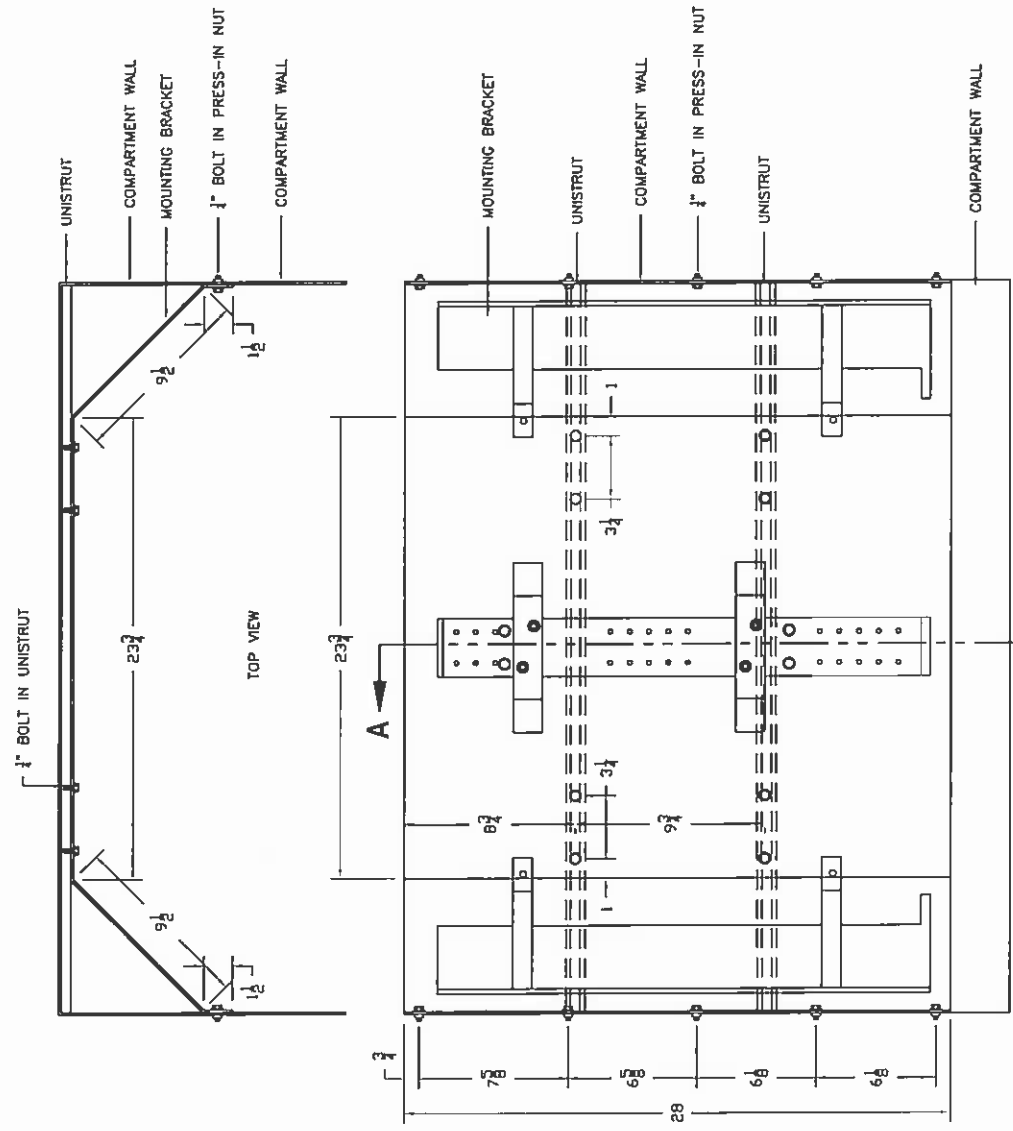 UNISTRUT
COMPARTMENT WALL
MOUNTING BRACKET
¼" BOLT IN PRESS-IN NUT
COMPARTMENT WALL
¼" BOLT IN UNISTRUT
9½
1½
23¾
TOP VIEW
9½
1½
MOUNTING BRACKET
UNISTRUT
COMPARTMENT WALL
¼" BOLT IN PRESS-IN NUT
UNISTRUT
COMPARTMENT WALL
23¾
1
3¼
A
3¼
1
8¾
9¾
¾
7⅝
6⅝
6⅛
6⅛
28